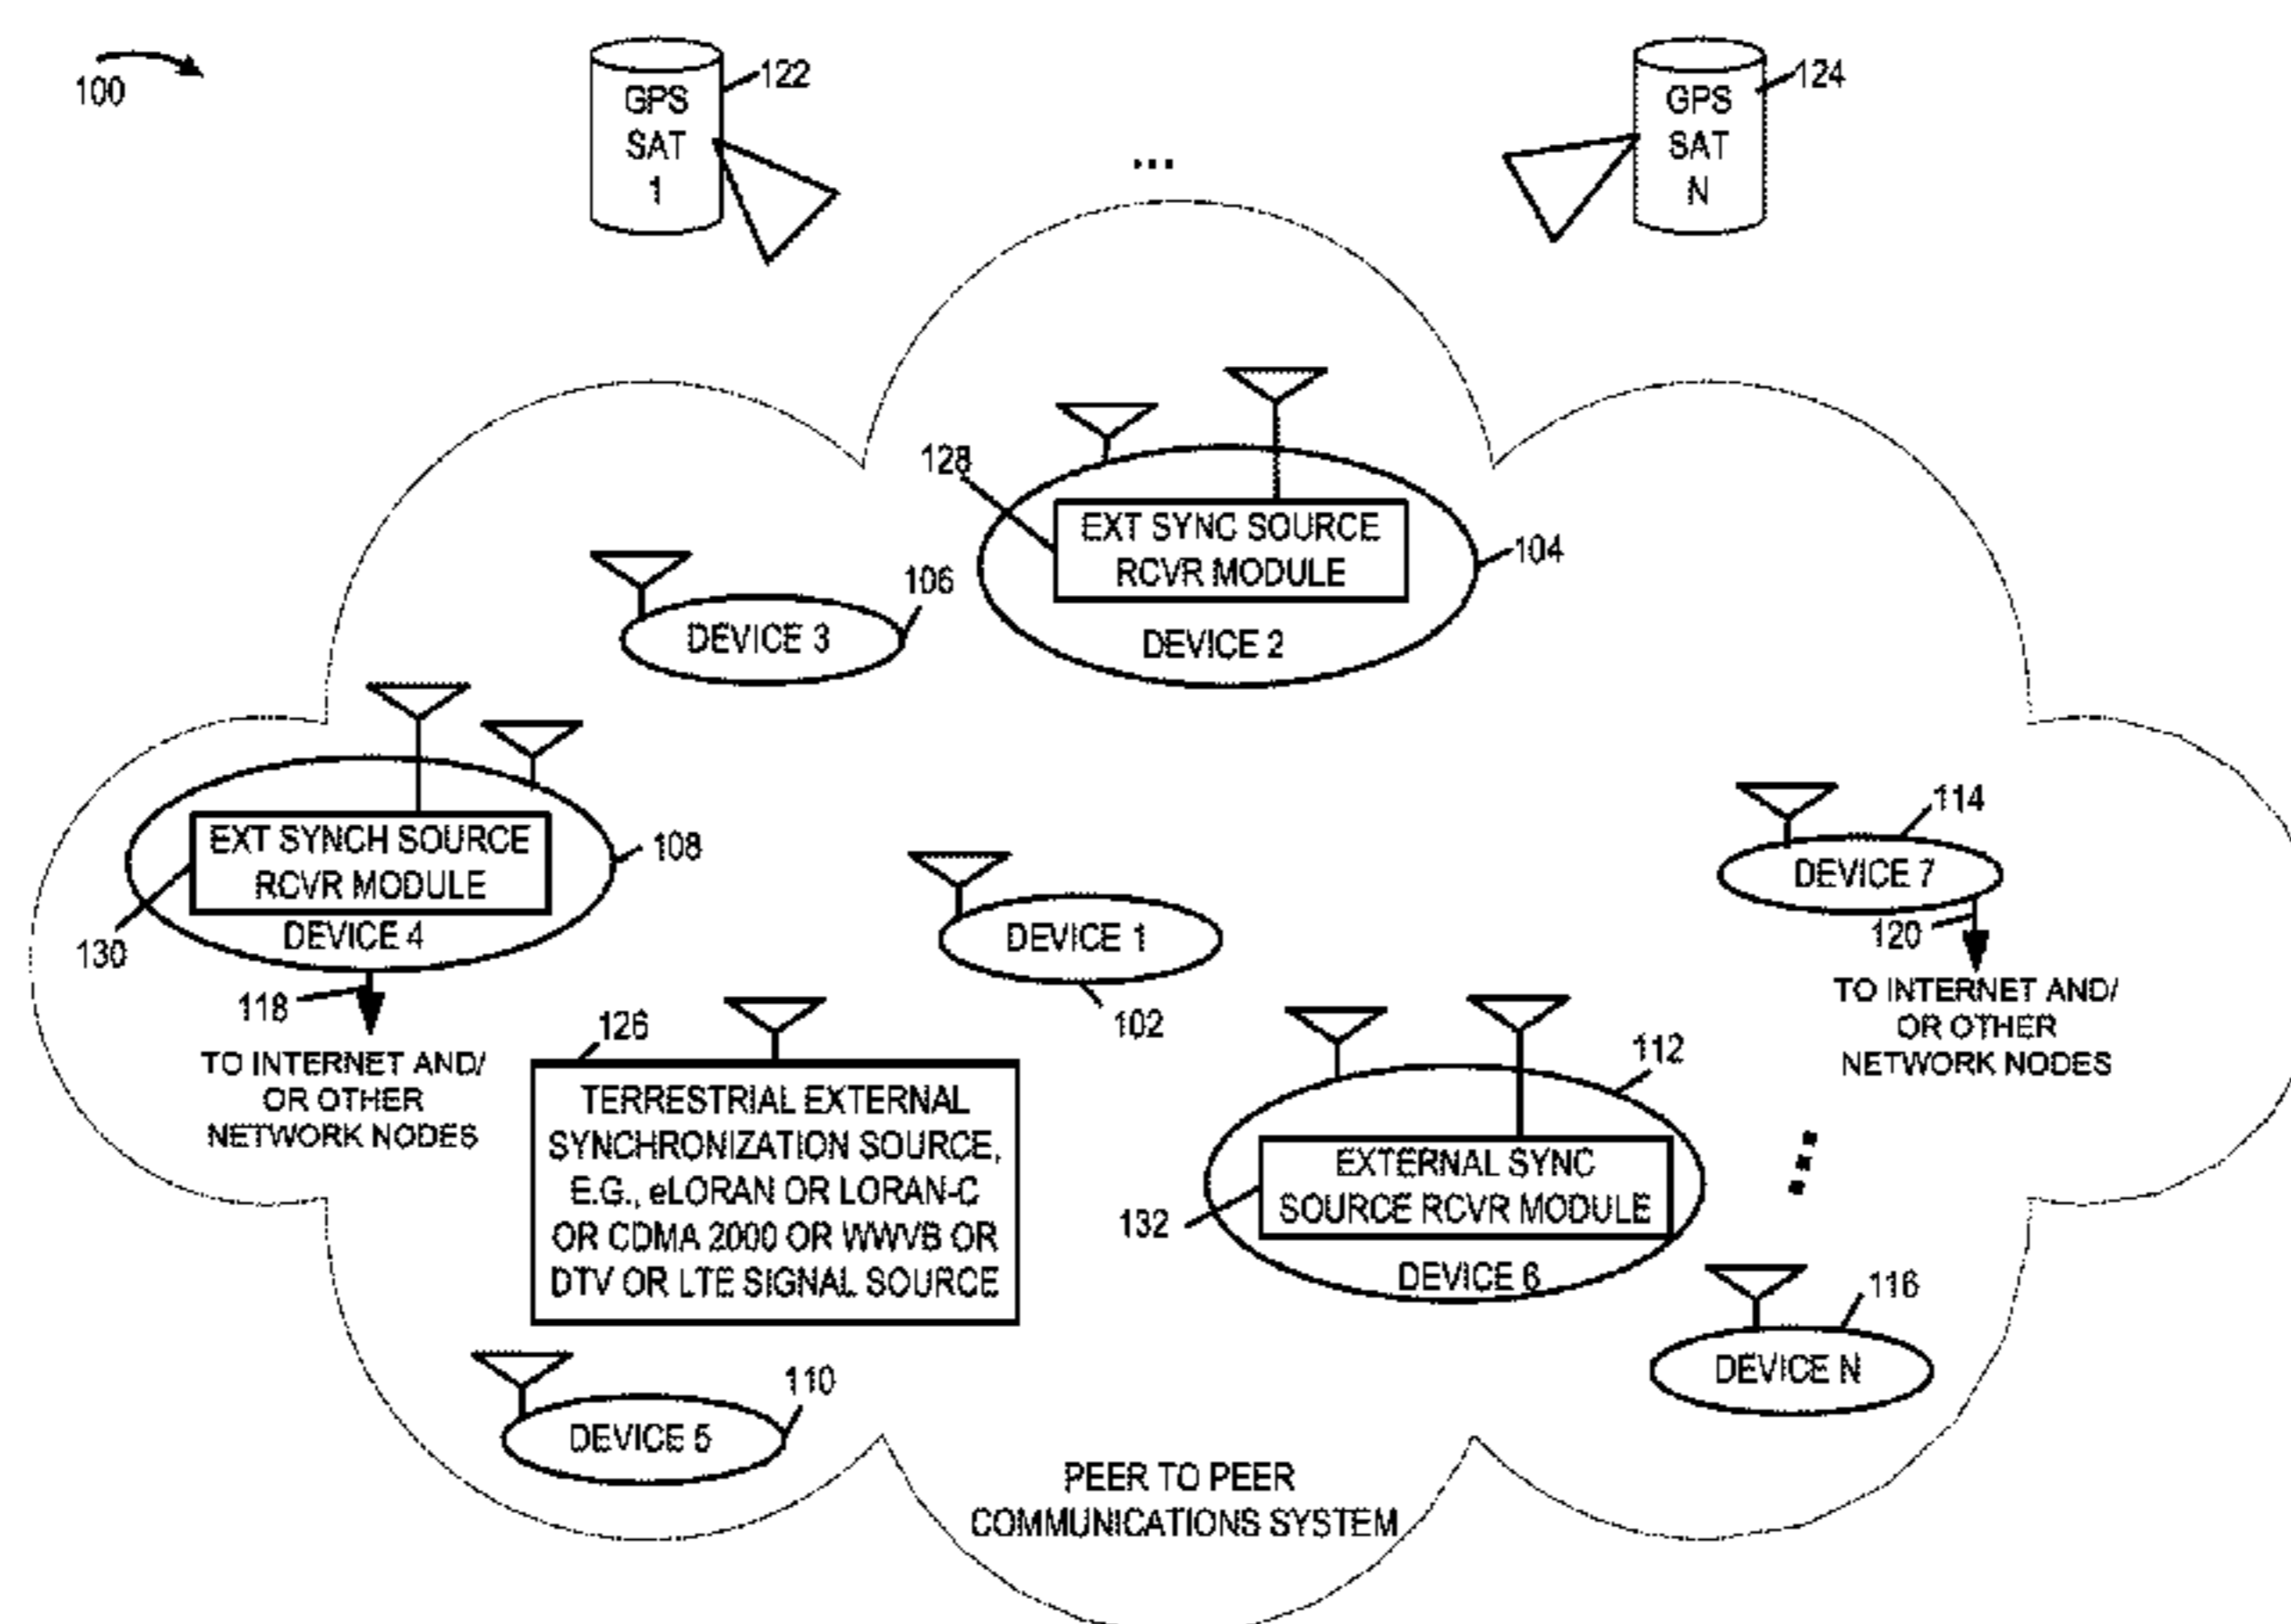 100
GPS
SAT
1
122
...
GPS
SAT
N
124
128
EXT SYNC SOURCE
RCVR MODULE
DEVICE 2
104
106
DEVICE 3
EXT SYNCH SOURCE
RCVR MODULE
DEVICE 4
108
130
118
TO INTERNET AND/
OR OTHER
NETWORK NODES
DEVICE 1
102
114
DEVICE 7
120
TO INTERNET AND/
OR OTHER
NETWORK NODES
126
TERRESTRIAL EXTERNAL
SYNCHRONIZATION SOURCE,
E.G., eLORAN OR LORAN-C
OR CDMA 2000 OR WWVB OR
DTV OR LTE SIGNAL SOURCE
112
EXTERNAL SYNC
SOURCE RCVR MODULE
132
DEVICE 6
116
DEVICE N
110
DEVICE 5
PEER TO PEER
COMMUNICATIONS SYSTEM